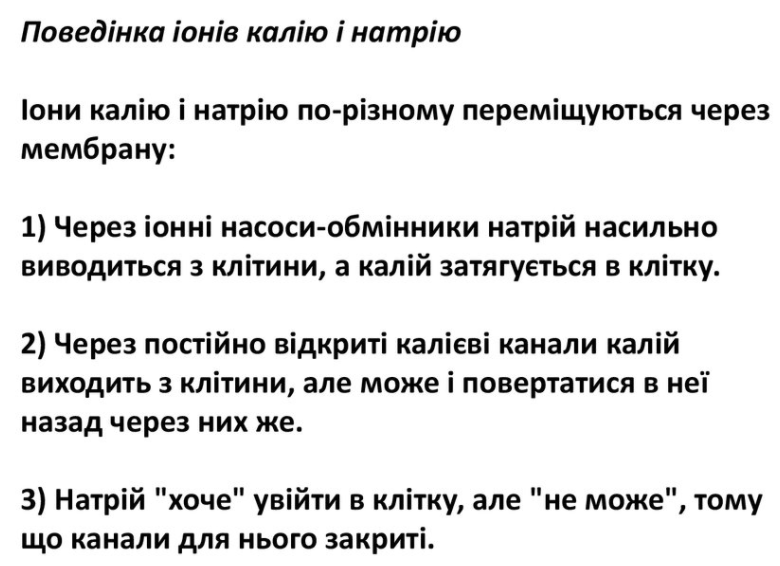 Поведінка іонів калію і натрію
Іони калію і натрію по-різному переміщуються через
мембрану:
1) Через іонні насоси-обмінники натрій насильно
виводиться з клітини, а калій затягується в клітку.
2) Через постійно відкриті калієві канали калій
виходить з клітини, але може і повертатися в неї
назад через них же.
3) Натрій "хоче" увійти в клітку, але "не може", тому
що канали для нього закриті.